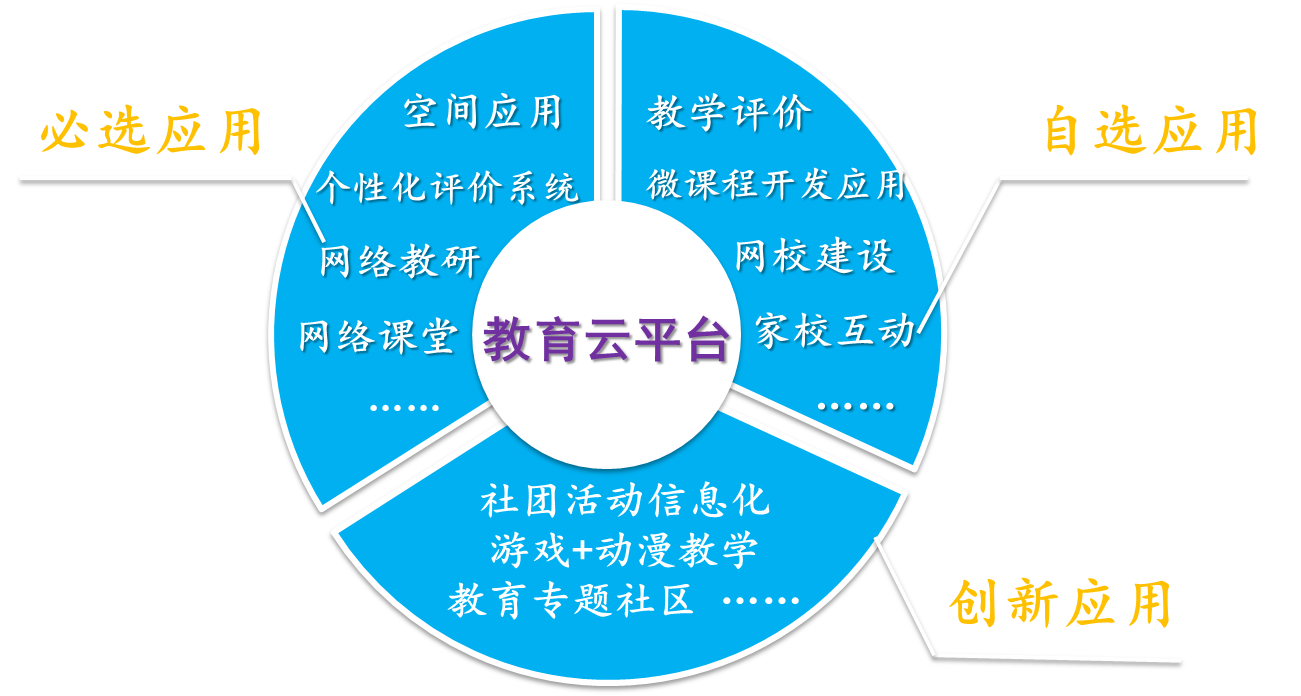 必选应用
空间应用
个性化评价系统
网络教研
网络课堂
……
教育云平台
教学评价
微课程开发应用
网校建设
家校互动
……
自选应用
社团活动信息化
游戏+动漫教学
教育专题社区 ……
创新应用